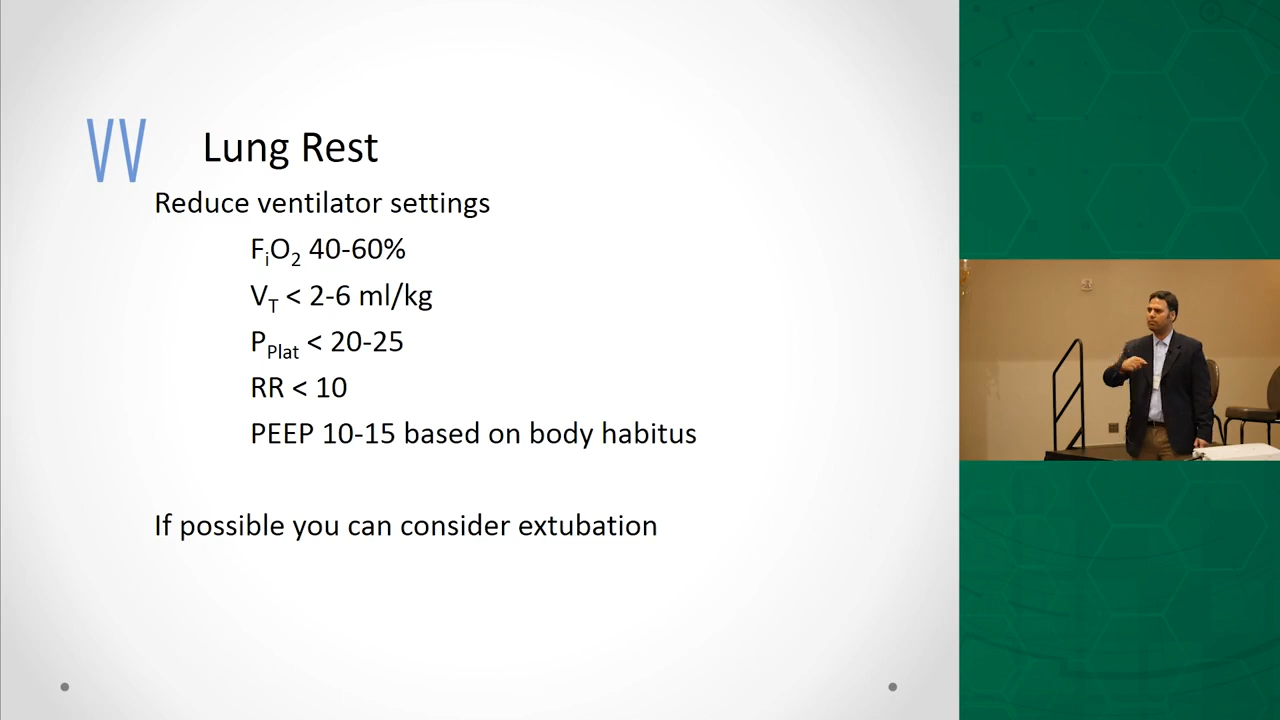 VV Lung Rest
Reduce ventilator settings
FiO2 40-60%
VT < 2-6 ml/kg
PPlat < 20-25
RR < 10
PEEP 10-15 based on body habitus
If possible you can consider extubation